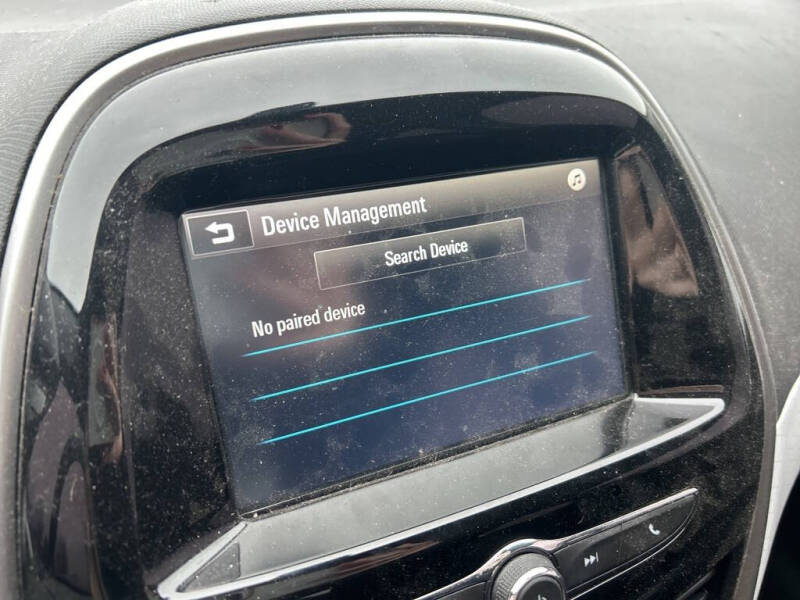 Device Management
Search Device
No paired device